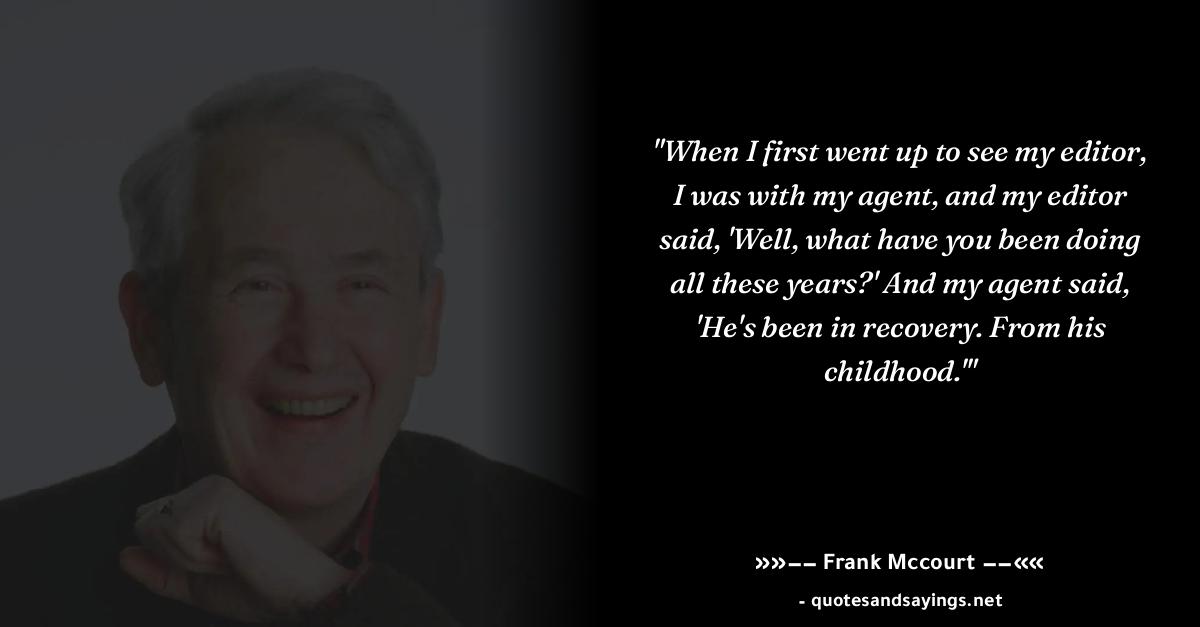 "When I first went up to see my editor,
I was with my agent, and my editor
said, 'Well, what have you been doing
all these years?' And my agent said,
'He's been in recovery. From his
childhood.'"
»»−− Frank Mccourt −−««
- quotesandsayings.net